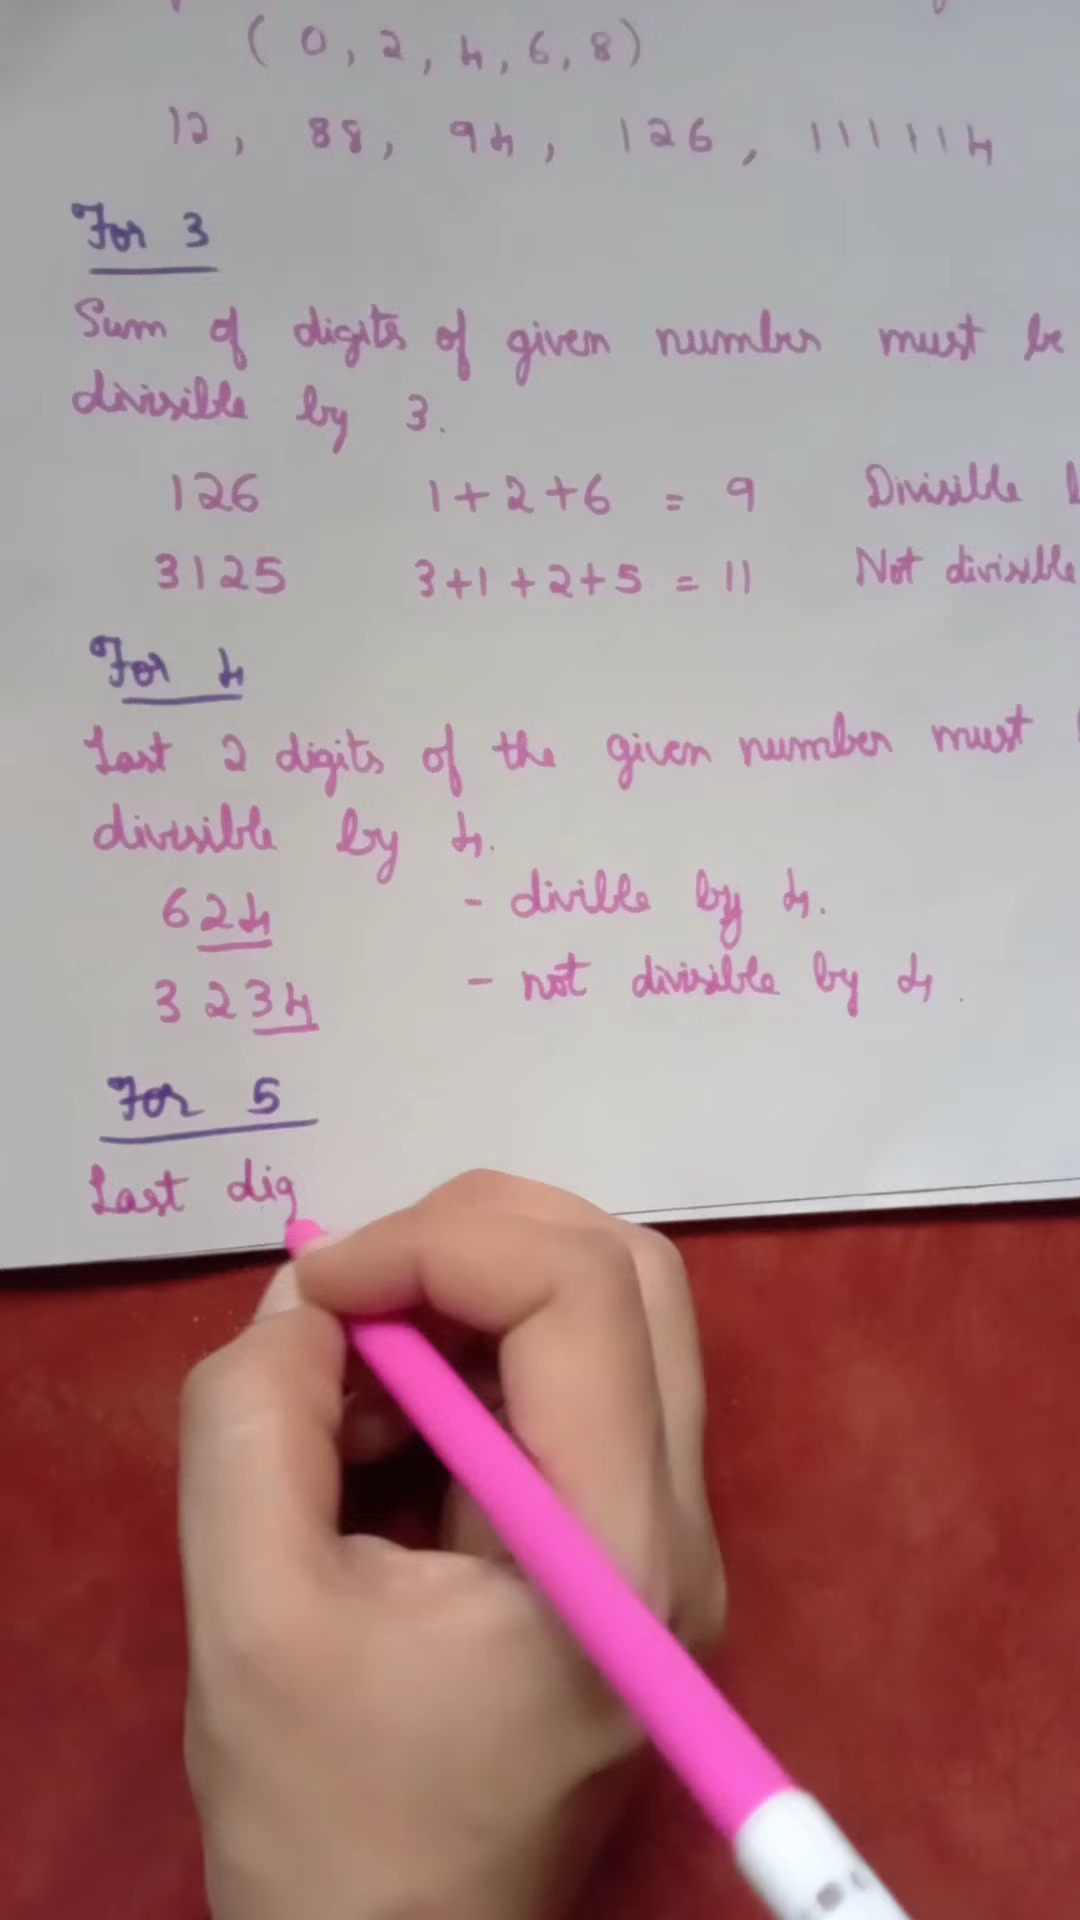 (0, 2, 4, 6, 8)
12, 88, 94, 126, 111114
For 3
Sum of digits of given number must be
divisible by 3.
126 1+2+6 = 9 Divisible
3125 3+1+2+5 = 11 Not divisible
For 4
Last 2 digits of the given number must
divisible by 4.
624 - divible by 4.
3234 - not divisible by 4.
For 5
Last dig